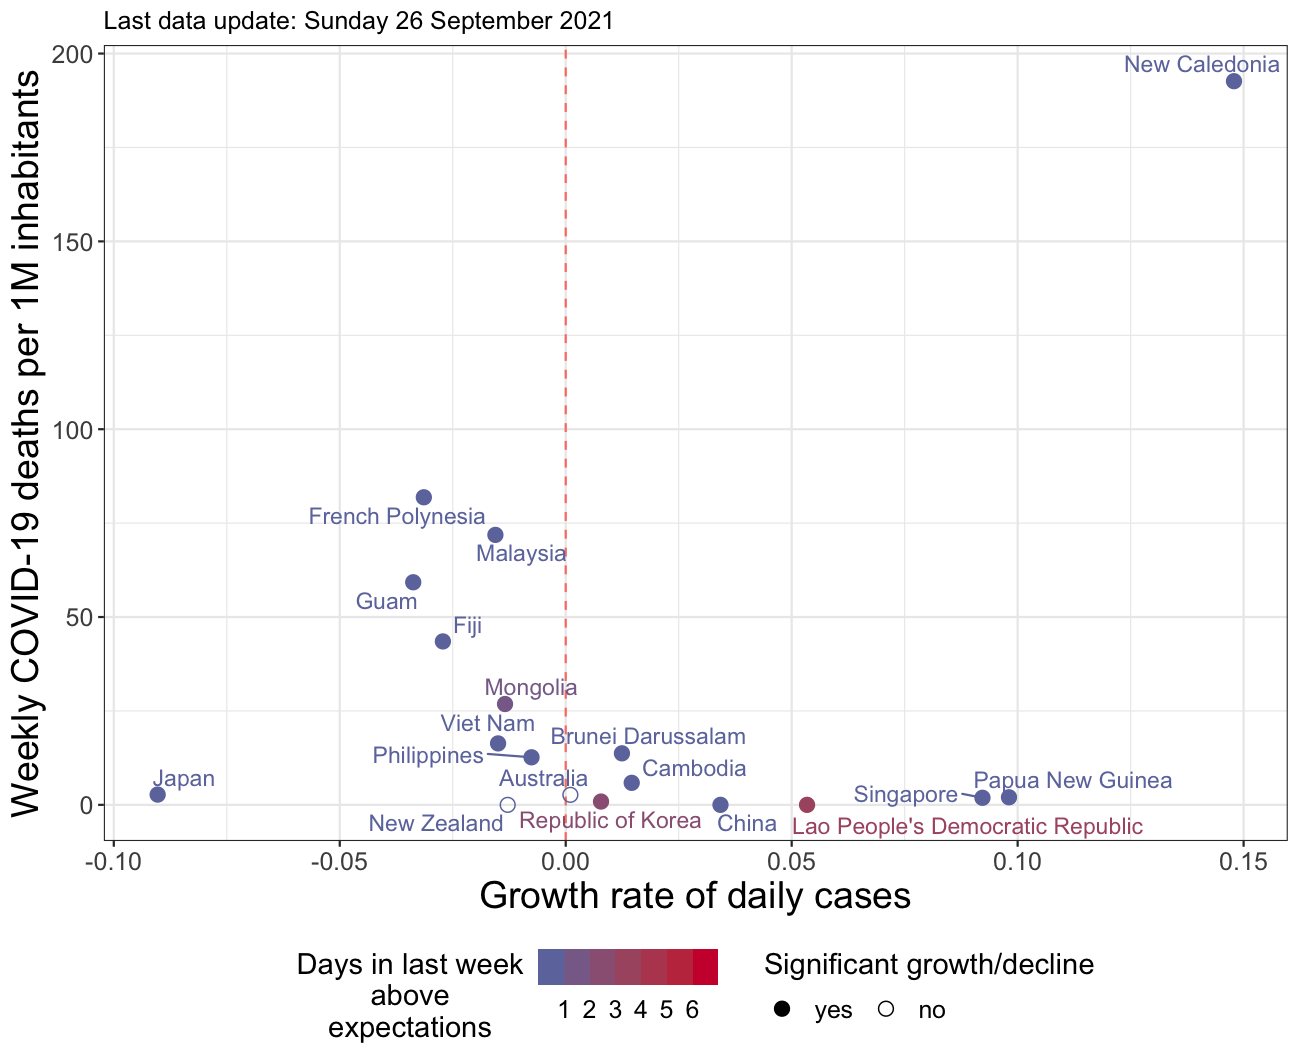 Last data update: Sunday 26 September 2021
Weekly COVID-19 deaths per 1M inhabitants
200
150
100
50
0
New Caledonia
French Polynesia
Malaysia
Guam
Fiji
Mongolia
Viet Nam
Brunei Darussalam
Philippines
Cambodia
Australia
Japan
Papua New Guinea
Singapore
New Zealand
Republic of Korea
China
Lao People's Democratic Republic
-0.10 -0.05 0.00 0.05 0.10 0.15
Growth rate of daily cases
Days in last week
above
expectations
1 2 3 4 5 6
Significant growth/decline
yes no